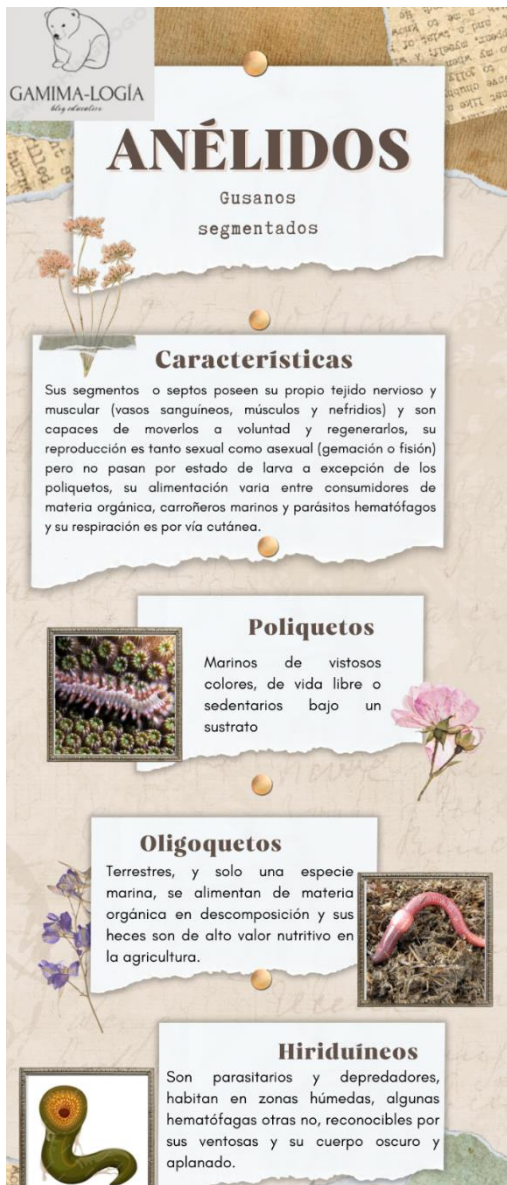 GAMIMA-LOGÍA
blog educativo
ANÉLIDOS
Gusanos
segmentados
Características
Sus segmentos o septos poseen su propio tejido nervioso y
muscular (vasos sanguíneos, músculos y nefridios) y son
capaces de moverlos a voluntad y regenerarlos, su
reproducción es tanto sexual como asexual (gemación o fisión)
pero no pasan por estado de larva a excepción de los
poliquetos, su alimentación varia entre consumidores de
materia orgánica, carroñeros marinos y parásitos hematófagos
y su respiración es por vía cutánea.
Poliquetos
Marinos de vistosos
colores, de vida libre o
sedentarios bajo un
sustrato
Oligoquetos
Terrestres, y solo una especie
marina, se alimentan de materia
orgánica en descomposición y sus
heces son de alto valor nutritivo en
la agricultura.
Hiriduíneos
Son parasitarios y depredadores,
habitan en zonas húmedas, algunas
hematófagas otras no, reconocibles por
sus ventosas y su cuerpo oscuro y
aplanado.